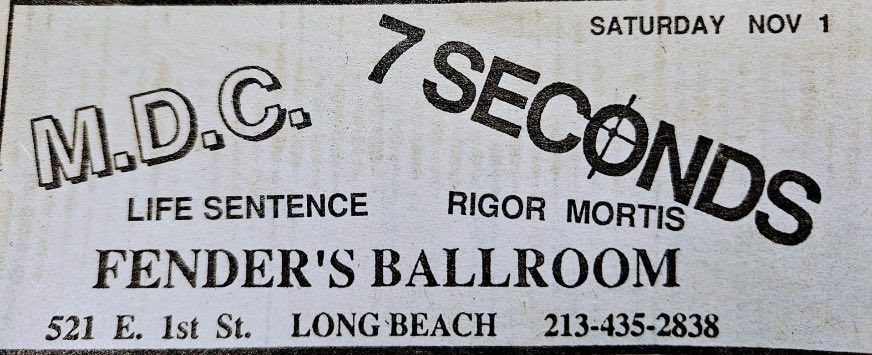 SATURDAY NOV 1
M.D.C.
7 SECONDS
LIFE SENTENCE RIGOR MORTIS
FENDER'S BALLROOM
521 E. 1st St. LONG BEACH 213-435-2838